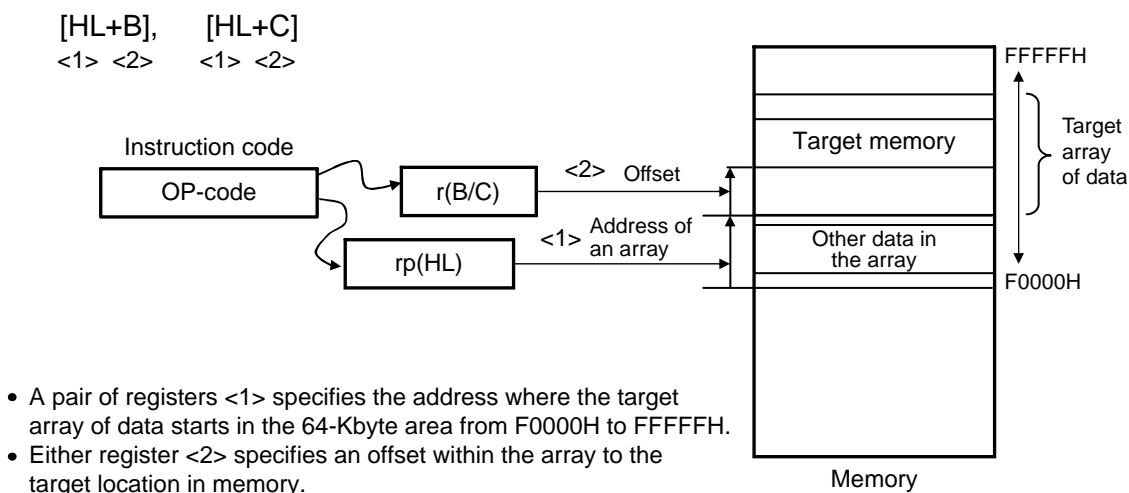 [HL+B], [HL+C]
<1> <2> <1> <2>
FFFFFH
Target
array
of data
Target memory
Instruction code
OP-code
r(B/C)
<2> Offset
<1> Address of
an array
rp(HL)
Other data in
the array
F0000H
• A pair of registers <1> specifies the address where the target
array of data starts in the 64-Kbyte area from F0000H to FFFFFH.
• Either register <2> specifies an offset within the array to the
target location in memory.
Memory